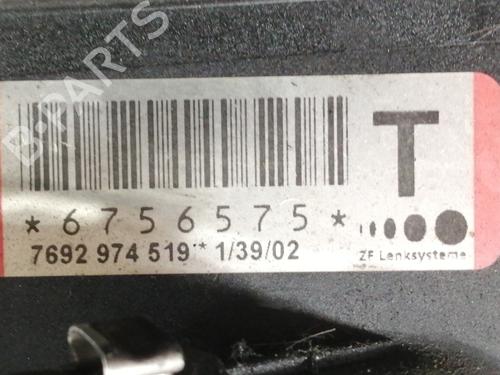 B-PARTS
T
*6756575*
7692 974 519 ** 1/39/02
ZF Lenksysteme